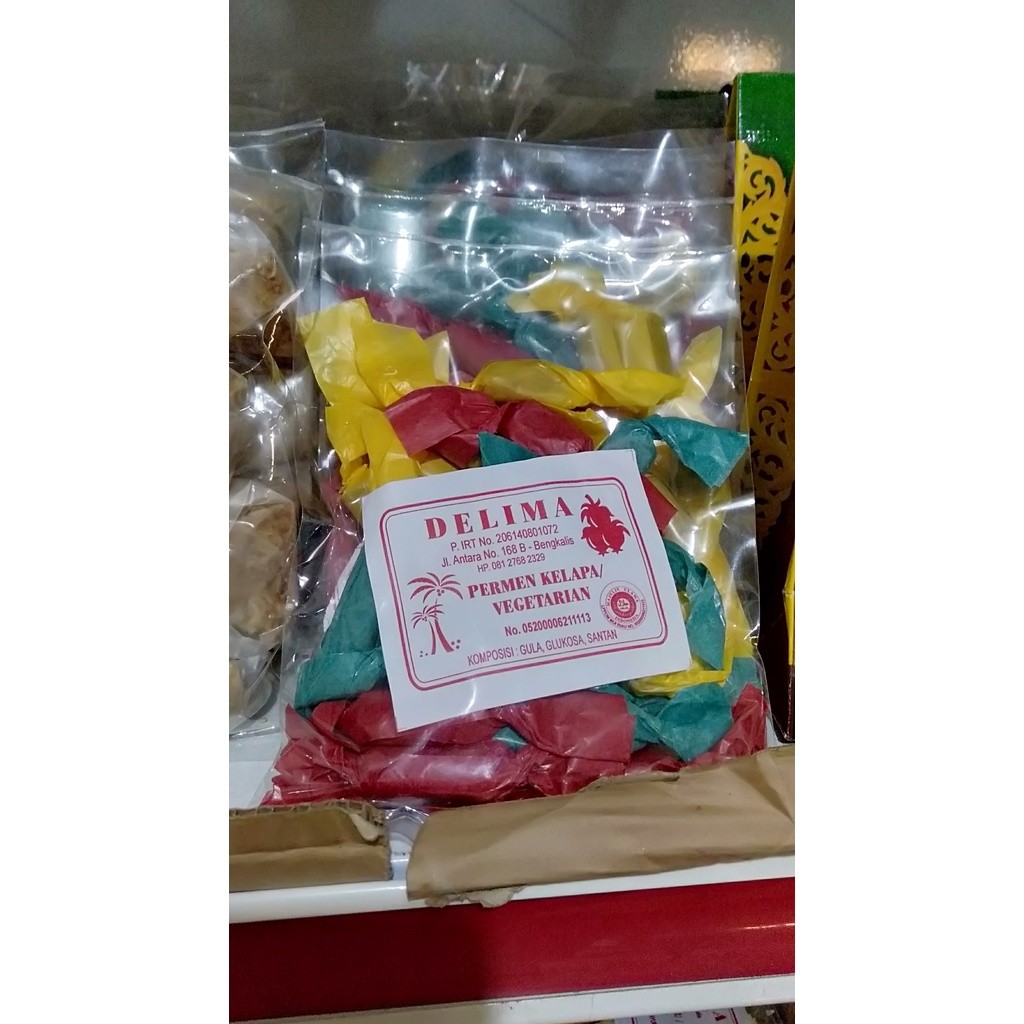 DELIMA
P. IRT No. 206140801072
Jl. Antara No. 168 B - Bengkalis
HP. 081 2768 2329
PERMEN KELAPA/
VEGETARIAN
No. 05200006211113
KOMPOSISI : GULA, GLUKOSA, SANTAN